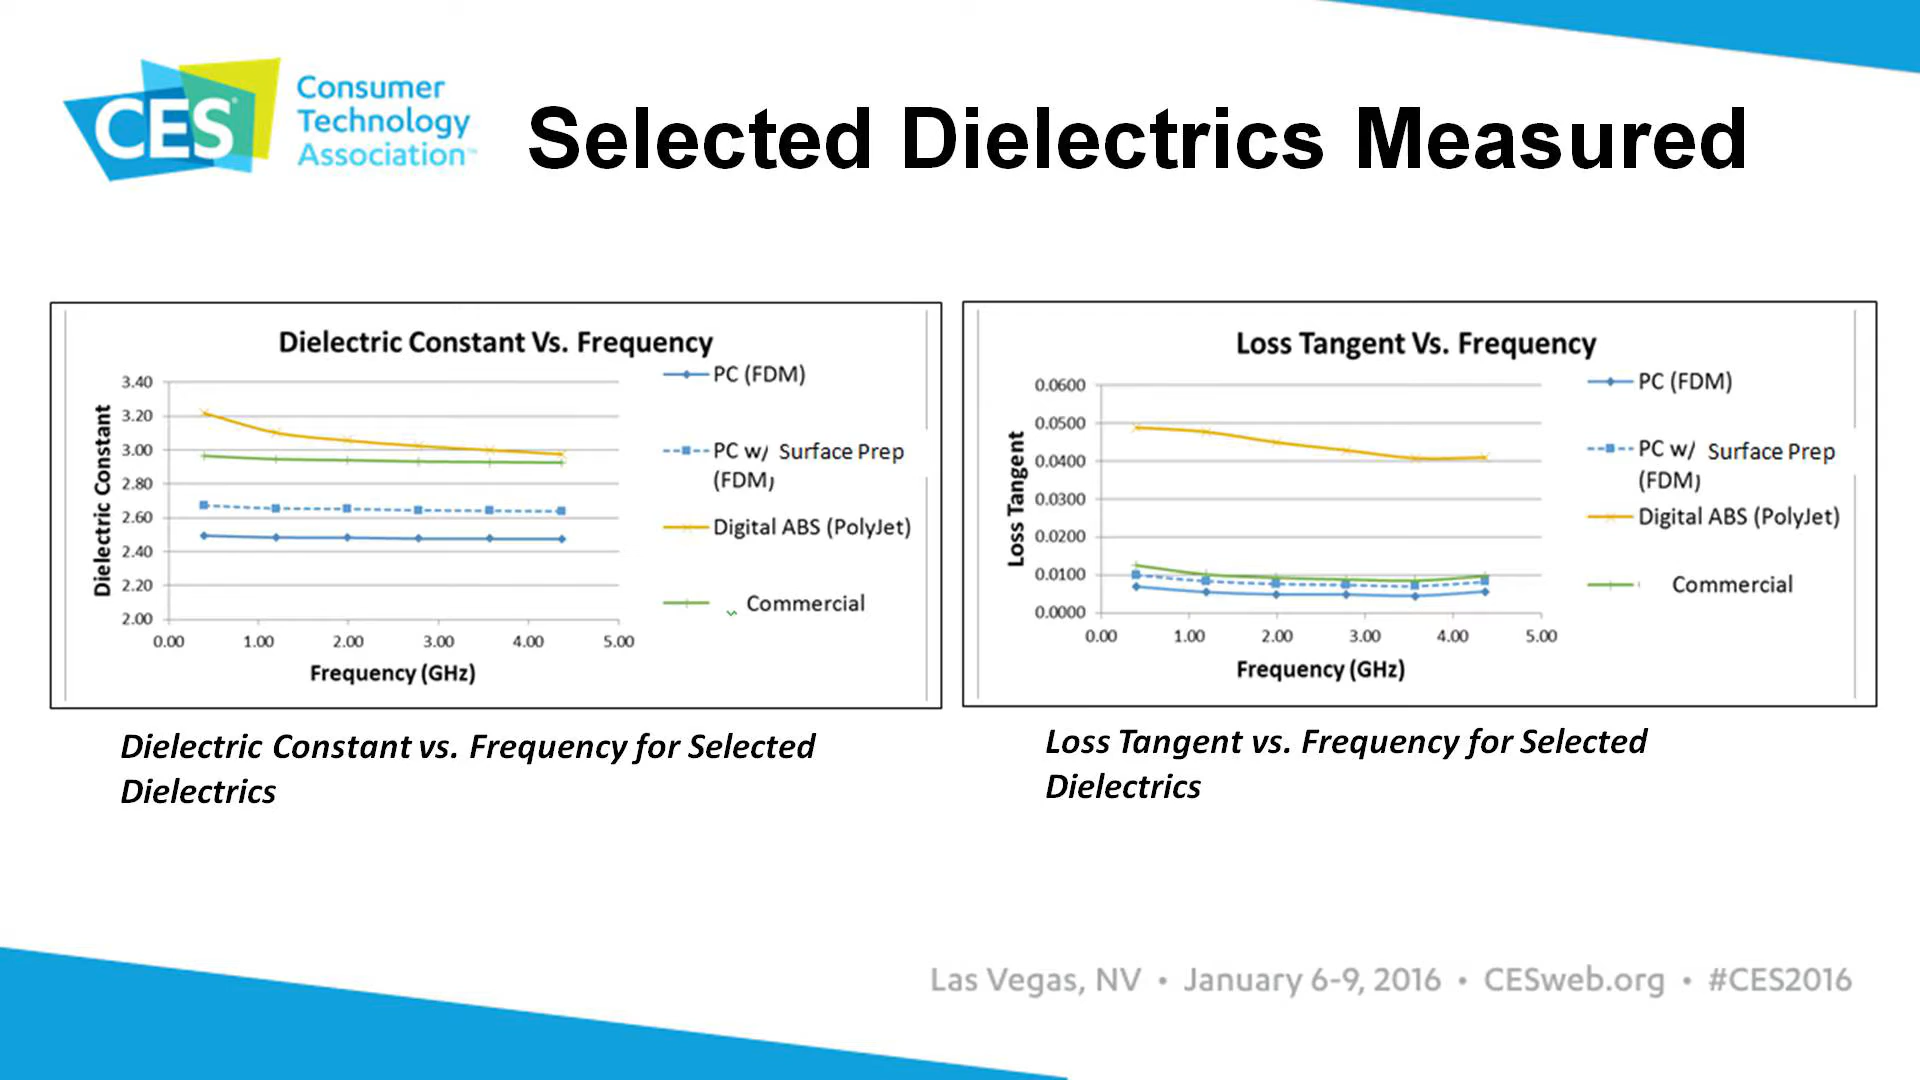 CES
Consumer
Technology
Association™
Selected Dielectrics Measured
Dielectric Constant Vs. Frequency
Dielectric Constant
3.40
3.20
3.00
2.80
2.60
2.40
2.20
2.00
0.00 1.00 2.00 3.00 4.00 5.00
Frequency (GHz)
PC (FDM)
PC w/ Surface Prep
(FDM)
Digital ABS (PolyJet)
Commercial
Dielectric Constant vs. Frequency for Selected
Dielectrics
Loss Tangent Vs. Frequency
Loss Tangent
0.0600
0.0500
0.0400
0.0300
0.0200
0.0100
0.0000
0.00 1.00 2.00 3.00 4.00 5.00
Frequency (GHz)
PC (FDM)
PC w/ Surface Prep
(FDM)
Digital ABS (PolyJet)
Commercial
Loss Tangent vs. Frequency for Selected
Dielectrics
Las Vegas, NV • January 6-9, 2016 • CESweb.org • #CES2016